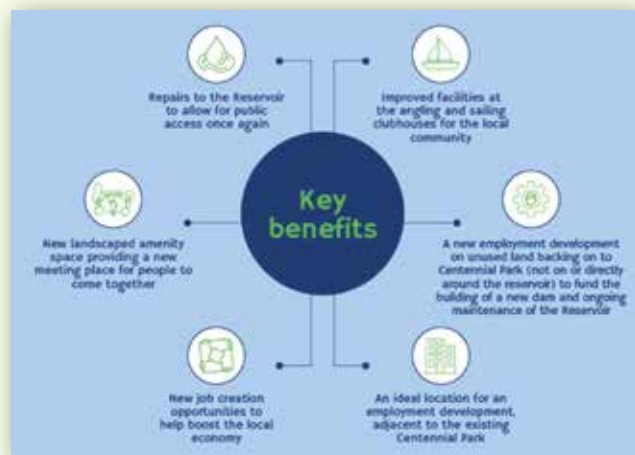 Repairs to the Reservoir
to allow for public
access once again
Improved facilities at
the angling and sailing
clubhouses for the local
community
Key
benefits
New landscaped amenity
space providing a new
meeting place for people to
come together
A new employment development
on unused land backing on to
Centennial Park (not on or directly
around the reservoir) to fund the
building of a new dam and ongoing
maintenance of the Reservoir
New job creation
opportunities to
help boost the local
economy
An ideal location for an
employment development,
adjacent to the existing
Centennial Park